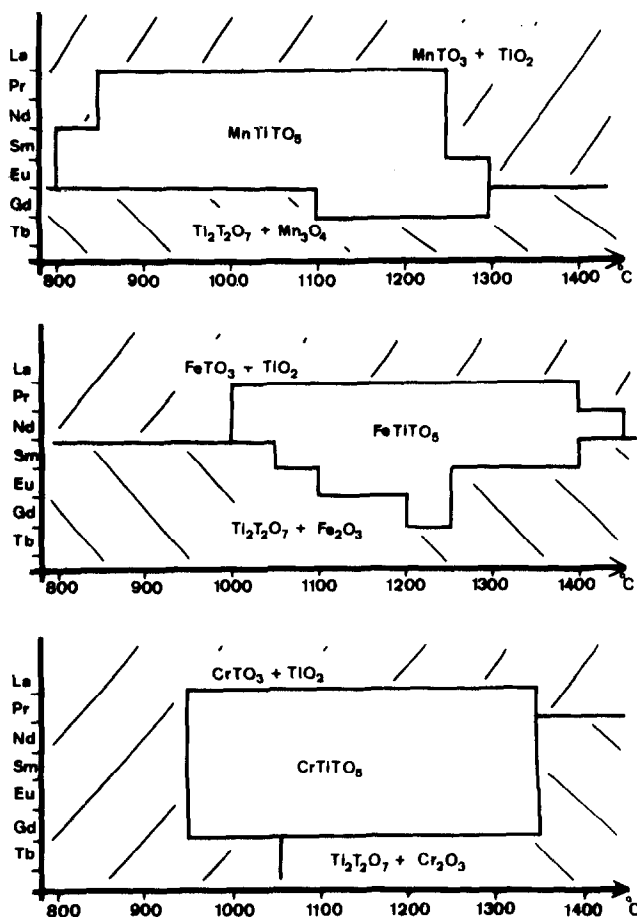 La
MnTO₃ + TiO₂
Pr
Nd
MnTiTO₅
Sm
Eu
Gd
Tb
Ti₂T₂O₇ + Mn₃O₄
800 900 1000 1100 1200 1300 1400 °C
La
FeTO₃ + TiO₂
Pr
Nd
FeTiTO₅
Sm
Eu
Gd
Tb
Ti₂T₂O₇ + Fe₂O₃
800 900 1000 1100 1200 1300 1400 °C
La
CrTO₃ + TiO₂
Pr
Nd
Sm
CrTiTO₅
Eu
Gd
Tb
Ti₂T₂O₇ + Cr₂O₃
800 900 1000 1100 1200 1300 1400 °C